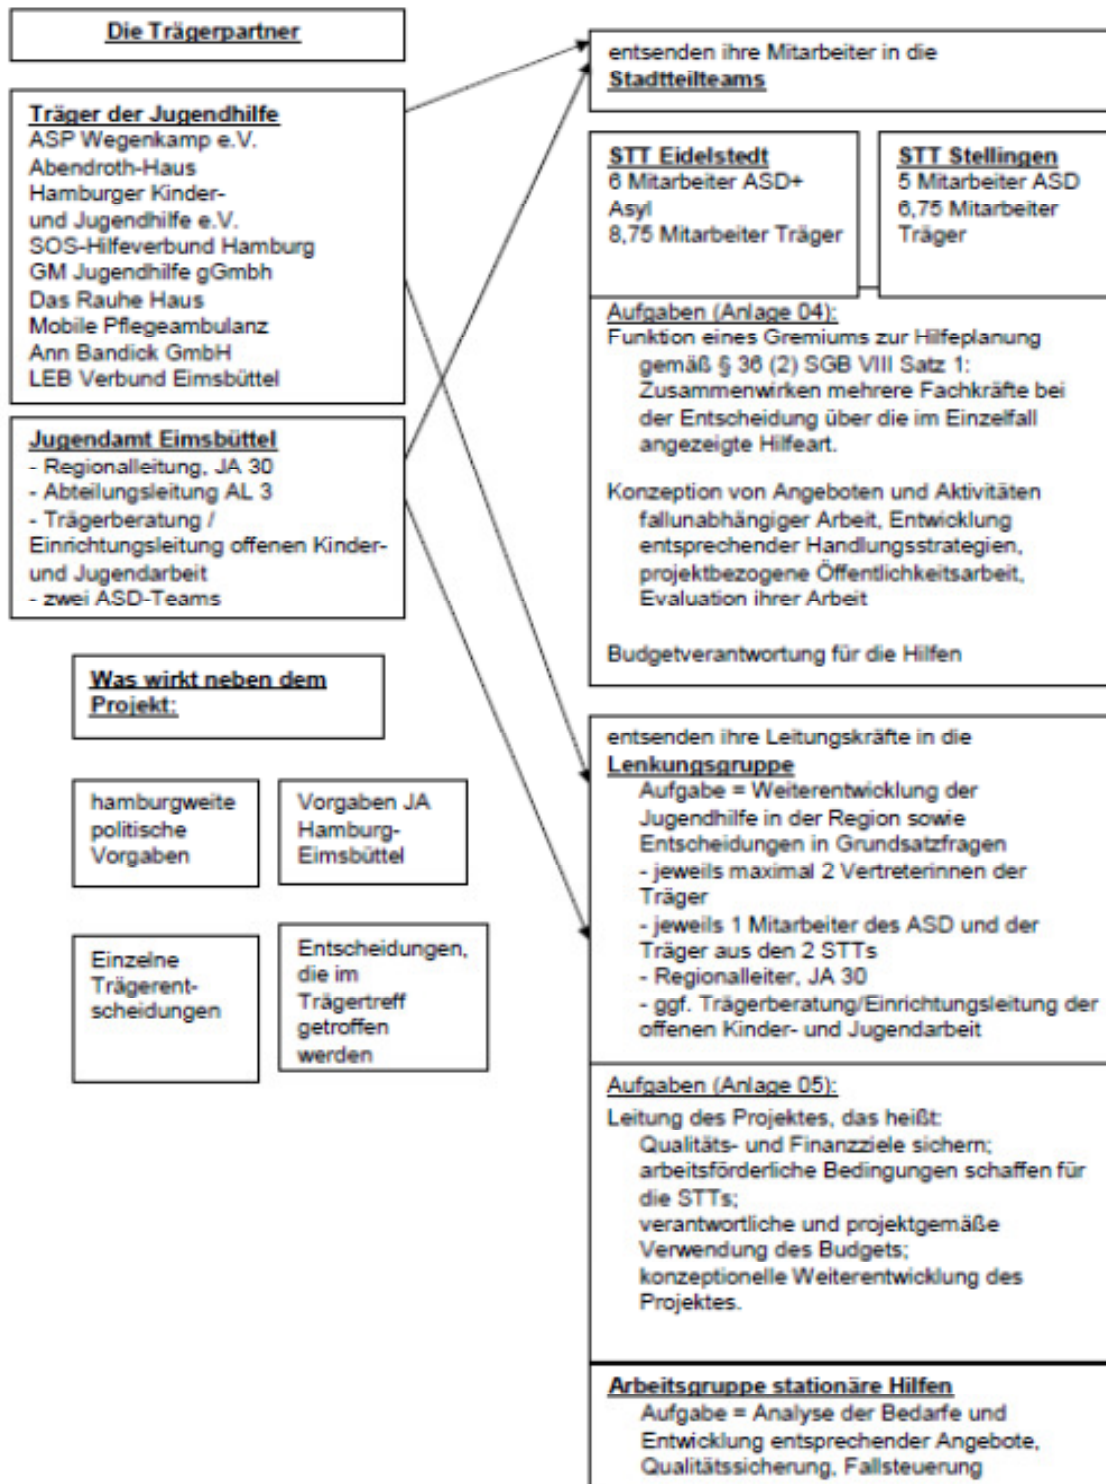 Die Trägerpartner
Träger der Jugendhilfe
ASP Wegenkamp e.V.
Abendroth-Haus
Hamburger Kinder-
und Jugendhilfe e.V.
SOS-Hilfeverbund Hamburg
GM Jugendhilfe gGmbh
Das Rauhe Haus
Mobile Pflegeambulanz
Ann Bandick GmbH
LEB Verbund Eimsbüttel
Jugendamt Eimsbüttel
- Regionalleitung, JA 30
- Abteilungsleitung AL 3
- Trägerberatung /
Einrichtungsleitung offenen Kinder-
und Jugendarbeit
- zwei ASD-Teams
Was wirkt neben dem
Projekt:
hamburgweite
politische
Vorgaben
Vorgaben JA
Hamburg-
Eimsbüttel
Einzelne
Trägerent-
scheidungen
Entscheidungen,
die im
Trägertreff
getroffen
werden
entsenden ihre Mitarbeiter in die
Stadtteilteams
STT Eidelstedt
6 Mitarbeiter ASD+
Asyl
8,75 Mitarbeiter Träger
STT Stellingen
5 Mitarbeiter ASD
6,75 Mitarbeiter
Träger
Aufgaben (Anlage 04):
Funktion eines Gremiums zur Hilfeplanung
gemäß § 36 (2) SGB VIII Satz 1:
Zusammenwirken mehrere Fachkräfte bei
der Entscheidung über die im Einzelfall
angezeigte Hilfeart.
Konzeption von Angeboten und Aktivitäten
fallunabhängiger Arbeit, Entwicklung
entsprechender Handlungsstrategien,
projektbezogene Öffentlichkeitsarbeit,
Evaluation ihrer Arbeit
Budgetverantwortung für die Hilfen
entsenden ihre Leitungskräfte in die
Lenkungsgruppe
Aufgabe = Weiterentwicklung der
Jugendhilfe in der Region sowie
Entscheidungen in Grundsatzfragen
- jeweils maximal 2 Vertreterinnen der
Träger
- jeweils 1 Mitarbeiter des ASD und der
Träger aus den 2 STTs
- Regionalleiter, JA 30
- ggf. Trägerberatung/Einrichtungsleitung der
offenen Kinder- und Jugendarbeit
Aufgaben (Anlage 05):
Leitung des Projektes, das heißt:
Qualitäts- und Finanzziele sichern;
arbeitsförderliche Bedingungen schaffen für
die STTs;
verantwortliche und projektgemäße
Verwendung des Budgets;
konzeptionelle Weiterentwicklung des
Projektes.
Arbeitsgruppe stationäre Hilfen
Aufgabe = Analyse der Bedarfe und
Entwicklung entsprechender Angebote,
Qualitätssicherung, Fallsteuerung